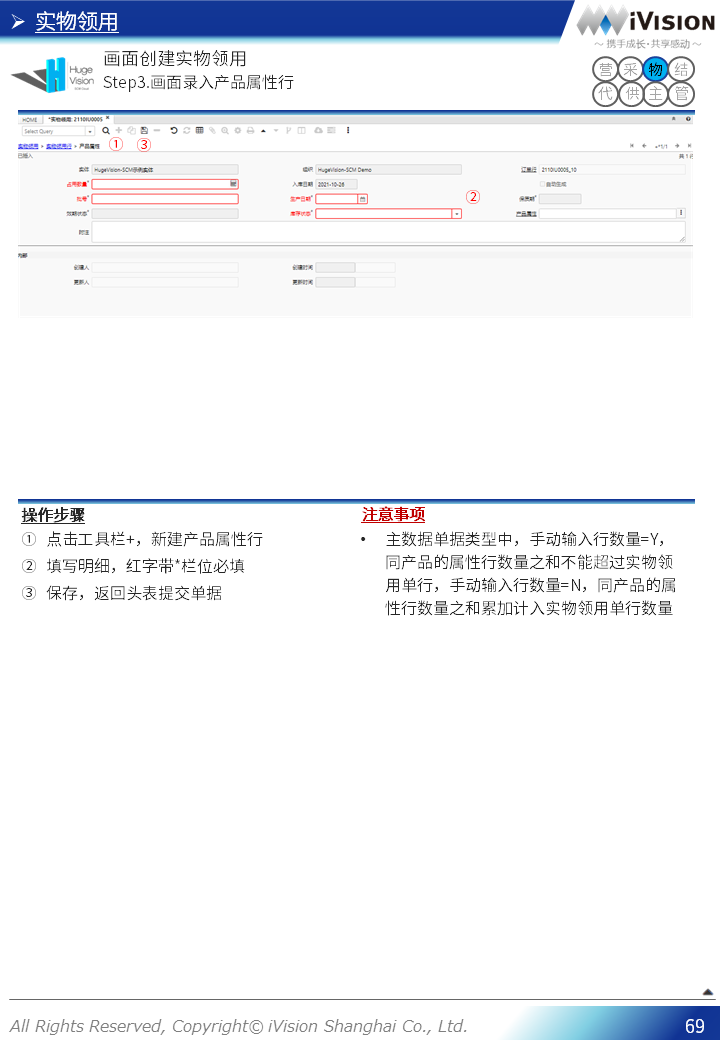 实物领用
iVision
～ 携手成长·共享感动 ～
Huge
Vision
画面创建实物领用
Step3.画面录入产品属性行
营 采 物 结
代 供 主 管
HOME *实物领用: 2110IU0005 ×
Select Query
实物领用 > 实物领用行 > 产品属性 ① ③ +*1/1
已插入 共 1 行
实体 HugeVision-SCM示例实体 组织 HugeVision-SCM Demo 订单行 2110IU0005_10
占用数量* 入库日期 2021-10-26 自动生成
批号* 生产日期* ② 保质期*
效期状态* 库存状态* 产品属性
附注
内部
创建人 创建时间
更新人 更新时间
操作步骤
① 点击工具栏+，新建产品属性行
② 填写明细，红字带*栏位必填
③ 保存，返回头表提交单据
注意事项
• 主数据单据类型中，手动输入行数量=Y，
同产品的属性行数量之和不能超过实物领
用单行，手动输入行数量=N，同产品的属
性行数量之和累加计入实物领用单行数量
All Rights Reserved, Copyright© iVision Shanghai Co., Ltd.
69